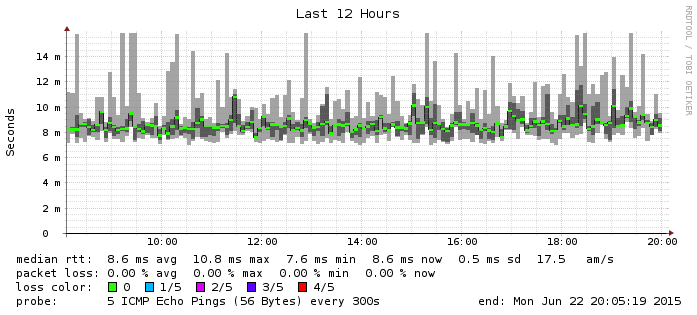 Last 12 Hours
RRDTOOL / TOBI OETIKER
Seconds
14 m
12 m
10 m
8 m
6 m
4 m
2 m
0
10:00 12:00 14:00 16:00 18:00 20:00
median rtt: 8.6 ms avg 10.8 ms max 7.6 ms min 8.6 ms now 0.5 ms sd 17.5 am/s
packet loss: 0.00 % avg 0.00 % max 0.00 % min 0.00 % now
loss color: 0 1/5 2/5 3/5 4/5
probe: 5 ICMP Echo Pings (56 Bytes) every 300s end: Mon Jun 22 20:05:19 2015